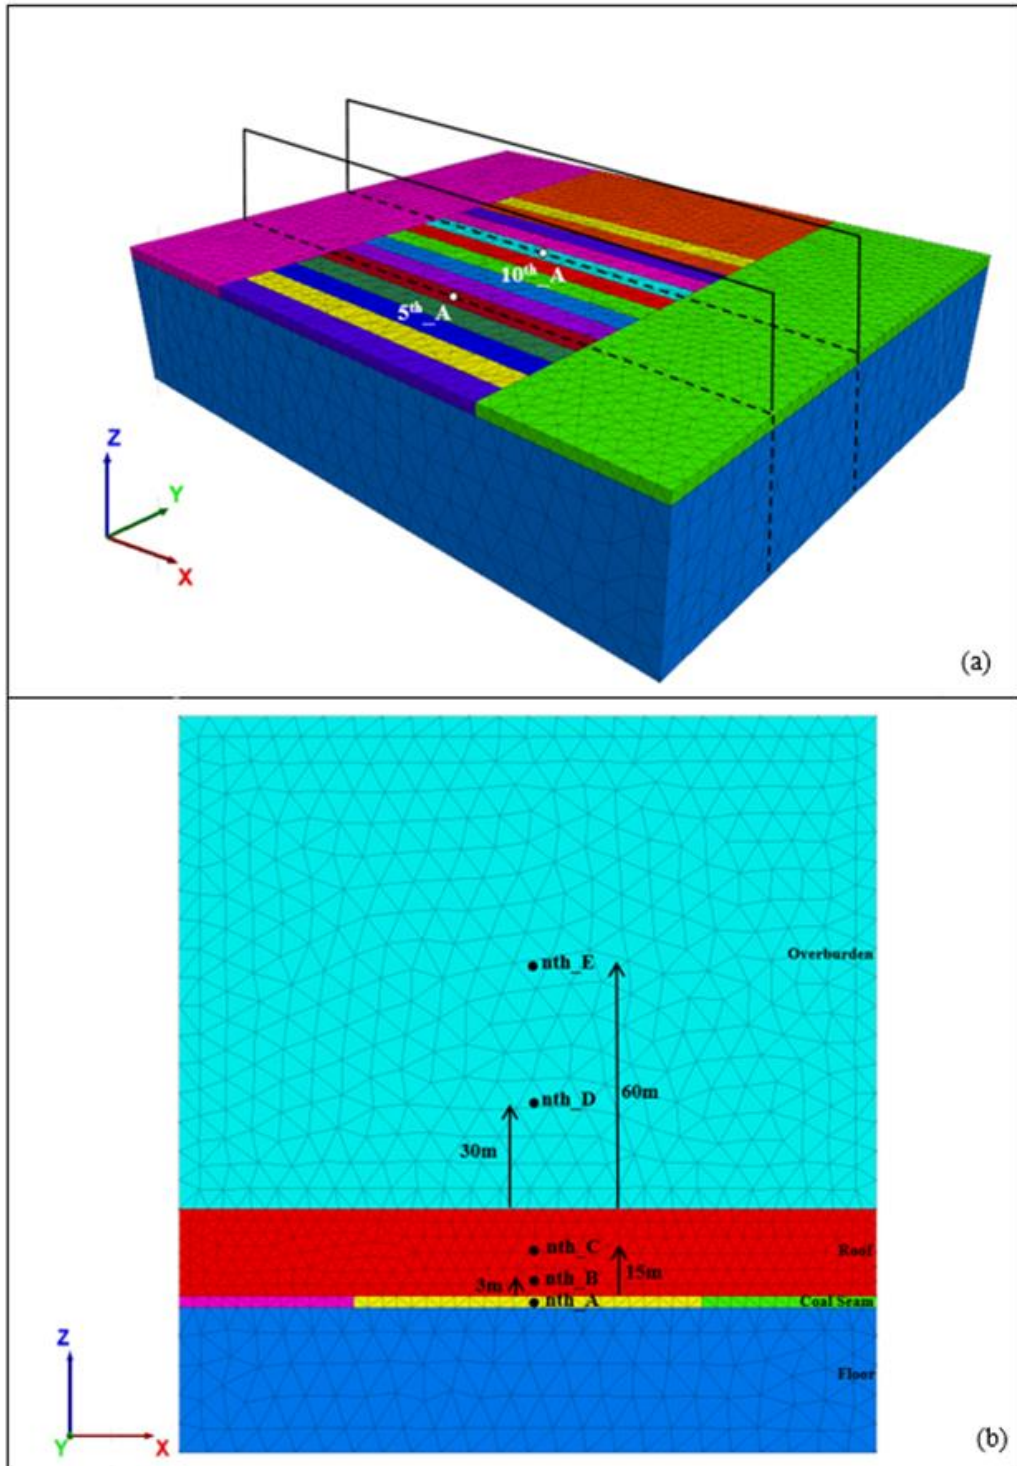 10th_A
5th_A
Z
Y
X
(a)
Overburden
nth_E
60m
nth_D
30m
nth_C
Roof
15m
nth_B
3m
nth_A
Coal Seam
Floor
Z
Y
X
(b)